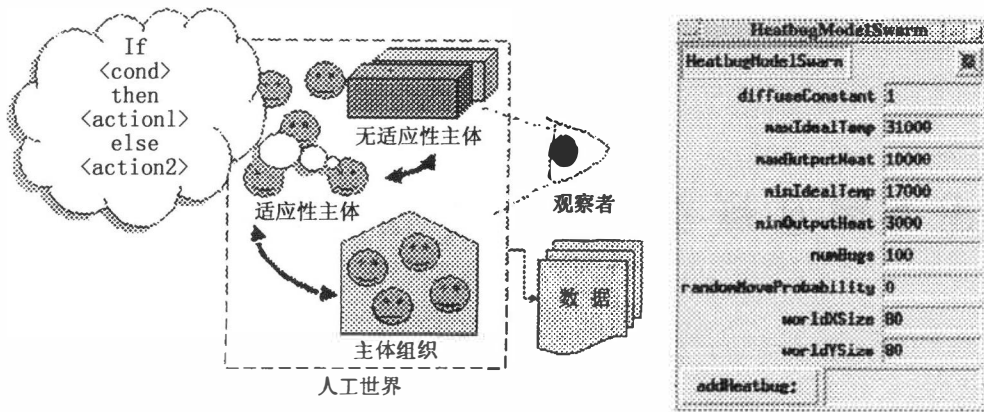 If
<cond>
then
<action1>
else
<action2>
无适应性主体
适应性主体
观察者
数据
主体组织
人工世界
HeatbugModelSwarm
HeatbugModelSwarm
diffuseConstant 1
maxIdealTemp 31000
maxOutputHeat 10000
minIdealTemp 17000
minOutputHeat 3000
numBugs 100
randomMoveProbability 0
worldXSize 80
worldYSize 80
addHeatbug: